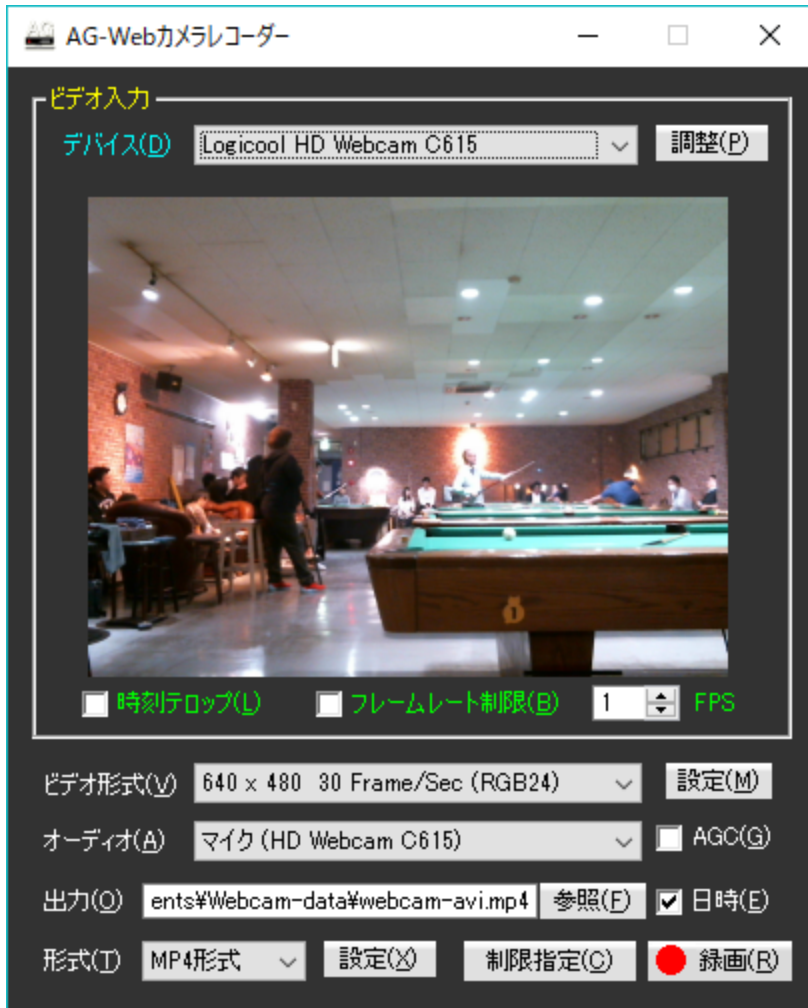 AG-Webカメラレコーダー
ビデオ入力
デバイス(D) Logicool HD Webcam C615 調整(P)
1
時刻テロップ(L) フレームレート制限(B) 1 FPS
ビデオ形式(V) 640 x 480 30 Frame/Sec (RGB24) 設定(M)
オーディオ(A) マイク (HD Webcam C615) AGC(G)
出力(O) ents¥Webcam-data¥webcam-avi.mp4 参照(F) 日時(E)
形式(T) MP4形式 設定(X) 制限指定(C) 録画(R)